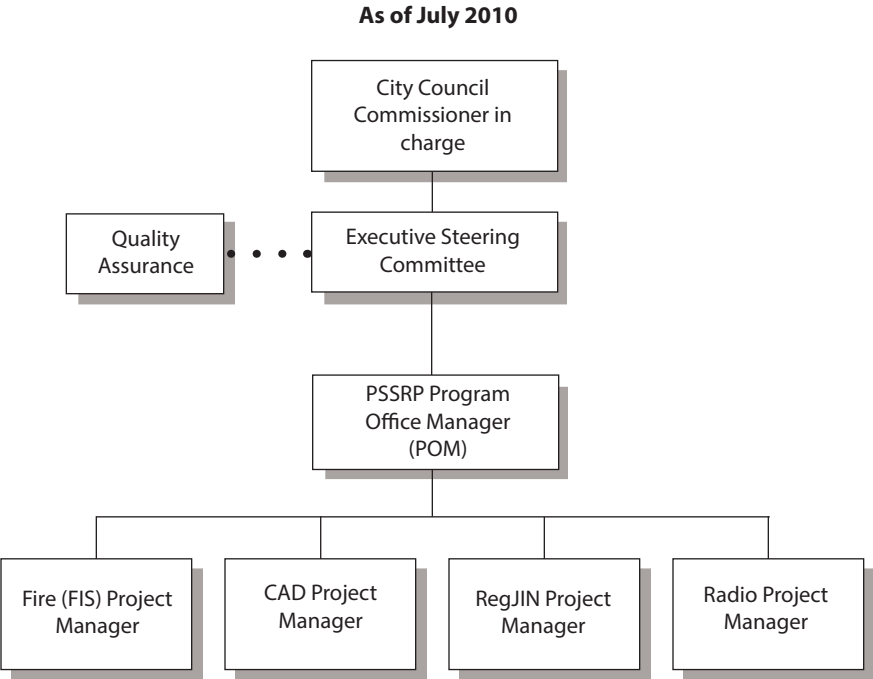 As of July 2010
City Council
Commissioner in
charge
Quality
Assurance
Executive Steering
Committee
PSSRP Program
Office Manager
(POM)
Fire (FIS) Project
Manager
CAD Project
Manager
RegJIN Project
Manager
Radio Project
Manager